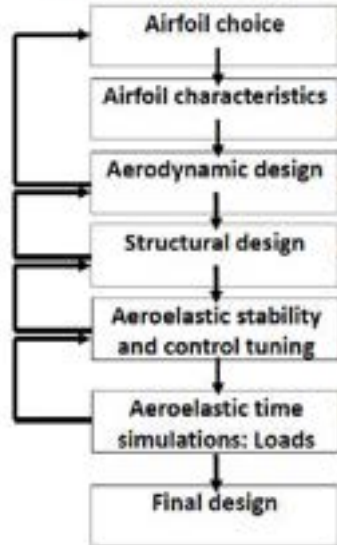 Airfoil choice
Airfoil characteristics
Aerodynamic design
Structural design
Aeroelastic stability
and control tuning
Aeroelastic time
simulations: Loads
Final design